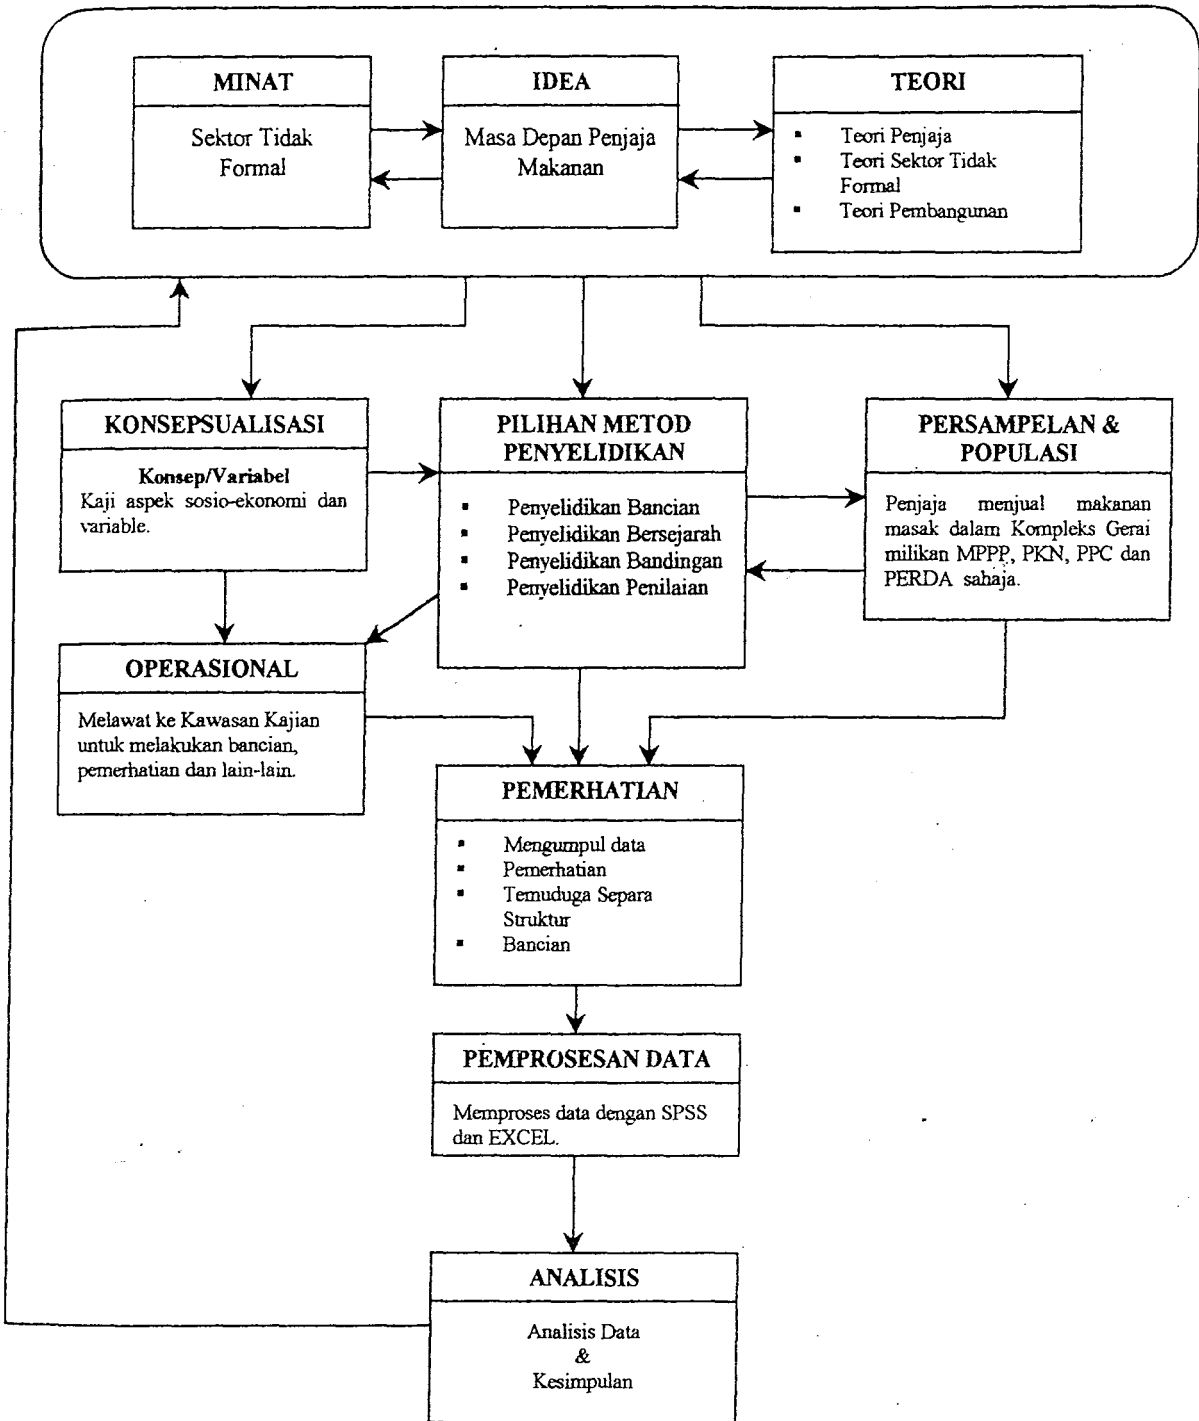 MINAT
Sektor Tidak
Formal
IDEA
Masa Depan Penjaja
Makanan
TEORI
▪ Teori Penjaja
▪ Teori Sektor Tidak
Formal
▪ Teori Pembangunan
KONSEPSUALISASI
Konsep/Variabel
Kaji aspek sosio-ekonomi dan
variable.
PILIHAN METOD
PENYELIDIKAN
▪ Penyelidikan Bancian
▪ Penyelidikan Bersejarah
▪ Penyelidikan Bandingan
▪ Penyelidikan Penilaian
PERSAMPELAN &
POPULASI
Penjaja menjual makanan
masak dalam Kompleks Gerai
milikan MPPP, PKN, PPC dan
PERDA sahaja.
OPERASIONAL
Melawat ke Kawasan Kajian
untuk melakukan bancian,
pemerhatian dan lain-lain.
PEMERHATIAN
▪ Mengumpul data
▪ Pemerhatian
▪ Temuduga Separa
Struktur
▪ Bancian
PEMPROSESAN DATA
Memproses data dengan SPSS
dan EXCEL.
ANALISIS
Analisis Data
&
Kesimpulan